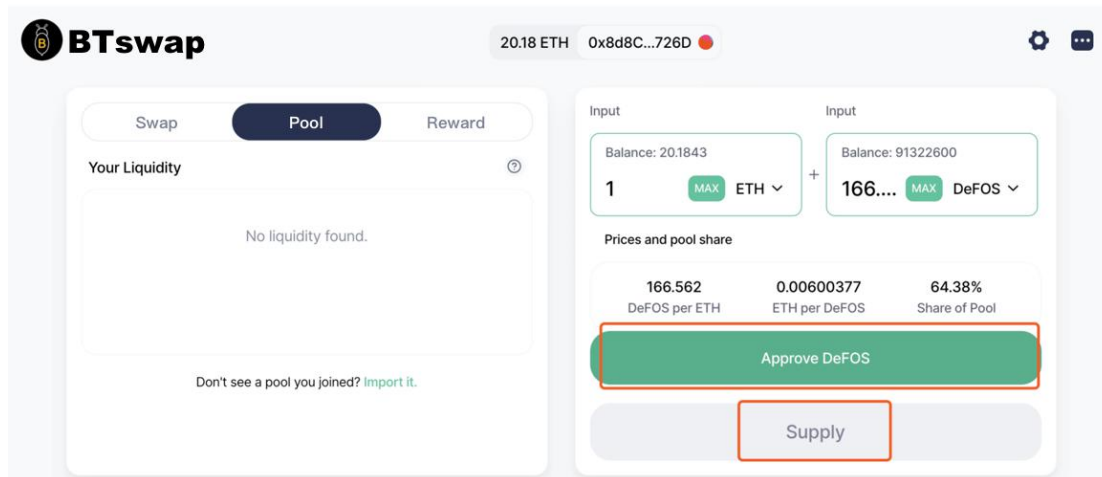 BTswap
20.18 ETH 0x8d8C...726D
Swap Pool Reward
Your Liquidity
No liquidity found.
Don't see a pool you joined? Import it.
Input Input
Balance: 20.1843 Balance: 91322600
1 MAX ETH + 166.... MAX DeFOS
Prices and pool share
166.562 0.00600377 64.38%
DeFOS per ETH ETH per DeFOS Share of Pool
Approve DeFOS
Supply